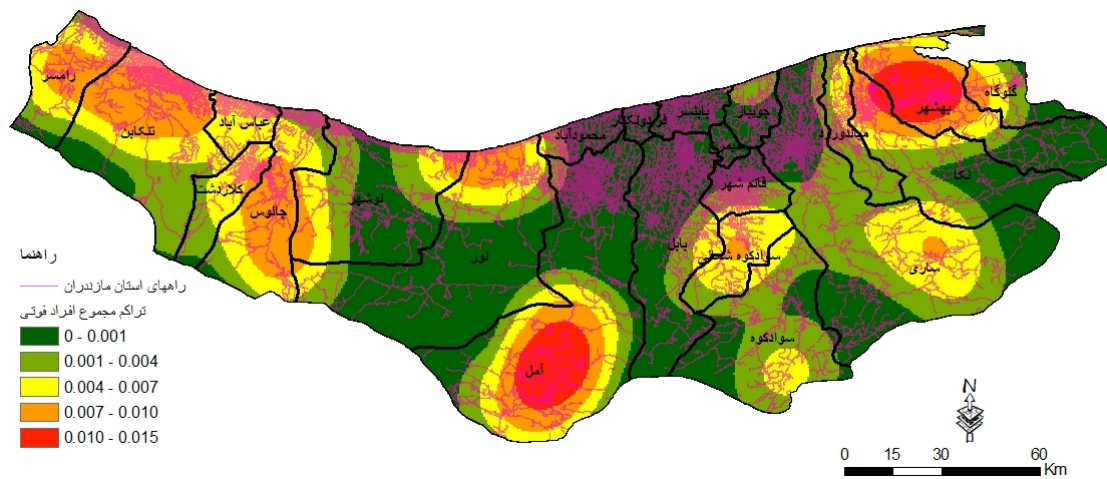 رامسر
تنکابن
عباس آباد
کلاردشت
چالوس
نوشهر
نور
محمودآباد
آمل
بابلسر
جویبار
قائم شهر
بابل
سوادکوه شمالی
سوادکوه
ساری
نکا
بهشهر
گلوگاه
راهنما
راههای استان مازندران
تراکم مجموع افراد فوتی
0 - 0.001
0.001 - 0.004
0.004 - 0.007
0.007 - 0.010
0.010 - 0.015
N
0 15 30 60
Km